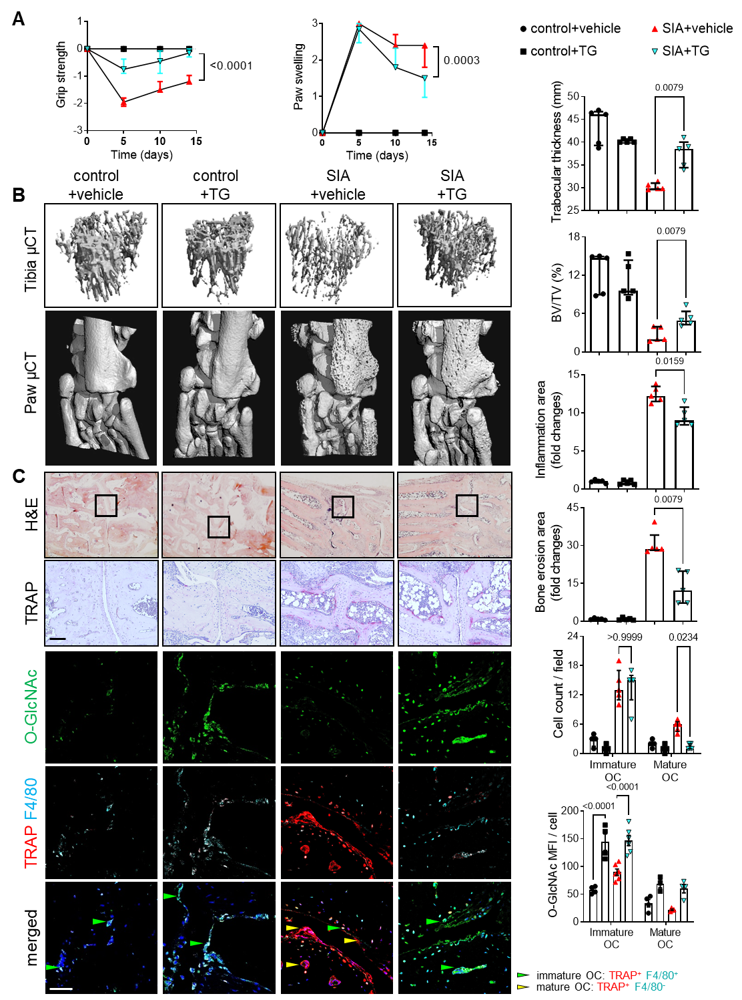 A
1
0
-1
-2
-3
Grip strength
<0.0001
0
5
10
15
Time (days)
3
2
1
0
Paw swelling
0.0003
0
5
10
15
Time (days)
control+vehicle
SIA+vehicle
control+TG
SIA+TG
B
control
+vehicle
control
+TG
SIA
+vehicle
SIA
+TG
Tibia µCT
Paw µCT
Trabecular thickness (mm)
50
45
40
35
30
25
0.0079
BV/TV (%)
18
12
6
0
0.0079
Inflammation area
(fold changes)
15
10
5
0
0.0159
C
H&E
TRAP
O-GlcNAc
TRAP F4/80
merged
Bone erosion area
(fold changes)
45
30
15
0
0.0079
Cell count / field
24
18
12
6
0
>0.9999
0.0234
Immature
OC
Mature
OC
O-GlcNAc MFI / cell
200
150
100
50
0
<0.0001
<0.0001
Immature
OC
Mature
OC
immature OC: TRAP⁺ F4/80⁺
mature OC: TRAP⁺ F4/80⁻